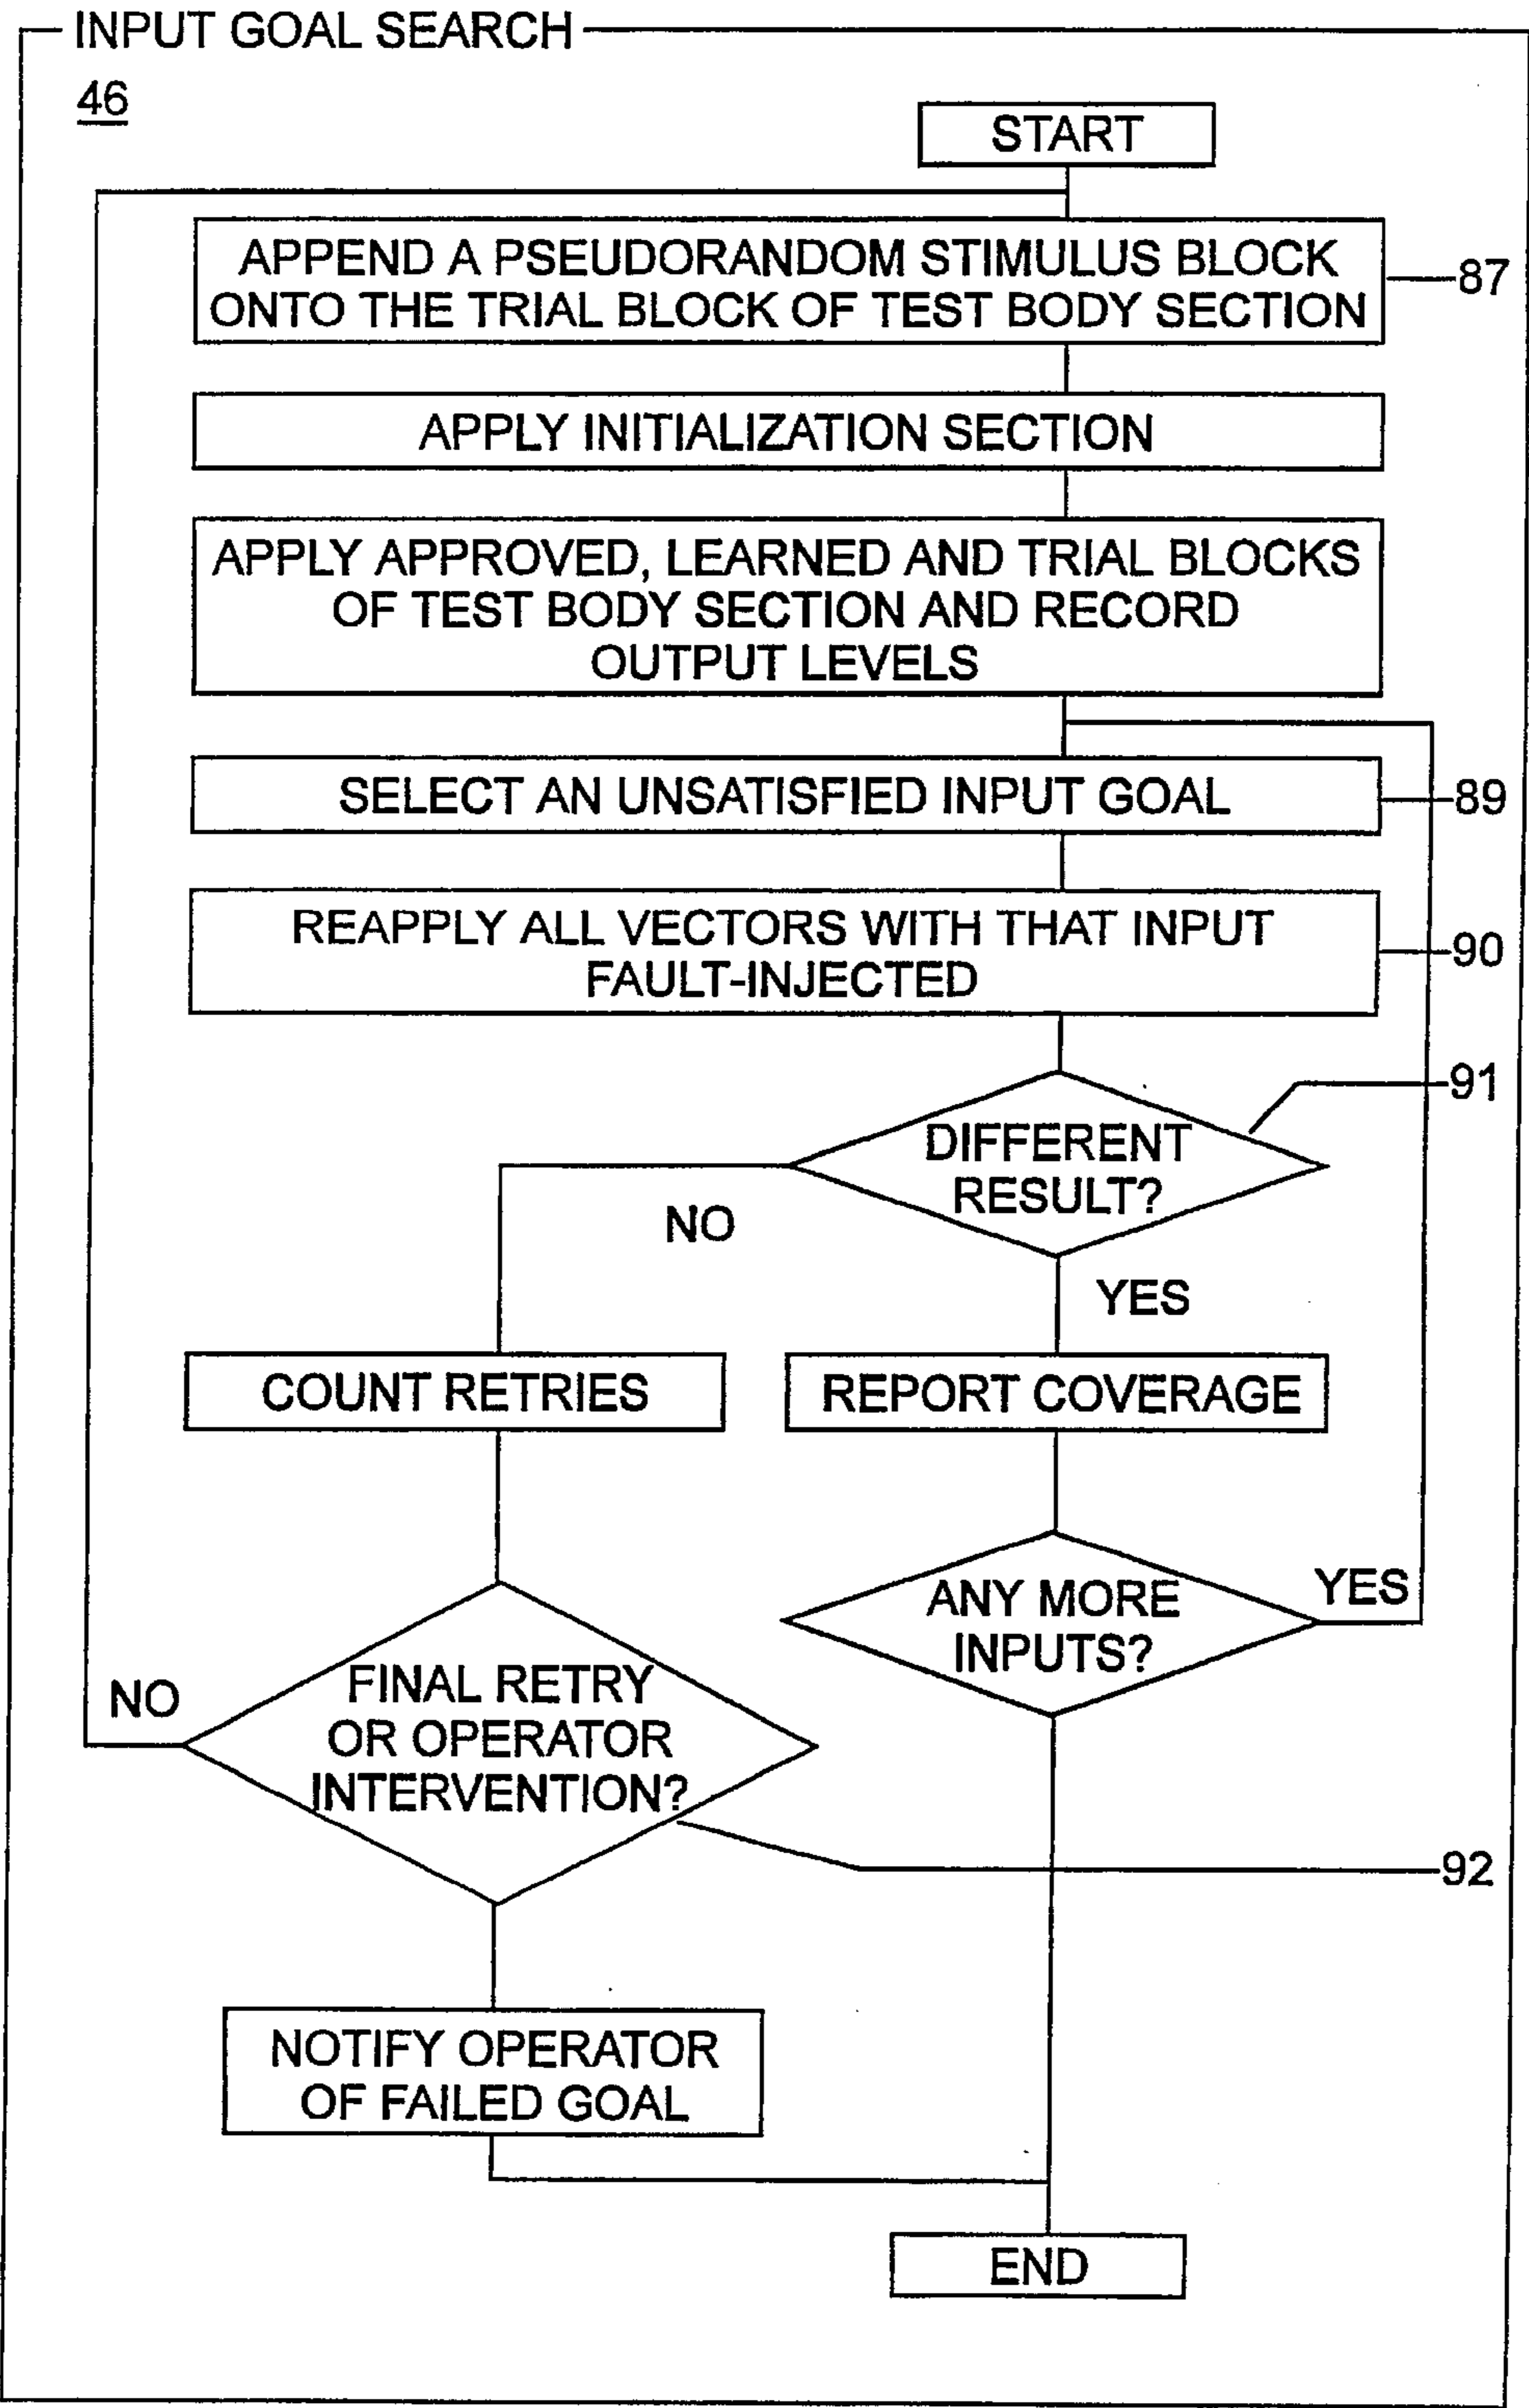 INPUT GOAL SEARCH
46
START
APPEND A PSEUDORANDOM STIMULUS BLOCK
ONTO THE TRIAL BLOCK OF TEST BODY SECTION
87
APPLY INITIALIZATION SECTION
APPLY APPROVED, LEARNED AND TRIAL BLOCKS
OF TEST BODY SECTION AND RECORD
OUTPUT LEVELS
SELECT AN UNSATISFIED INPUT GOAL
89
REAPPLY ALL VECTORS WITH THAT INPUT
FAULT-INJECTED
90
91
DIFFERENT
RESULT?
NO
YES
COUNT RETRIES
REPORT COVERAGE
ANY MORE
INPUTS?
YES
FINAL RETRY
OR OPERATOR
INTERVENTION?
NO
92
NOTIFY OPERATOR
OF FAILED GOAL
END